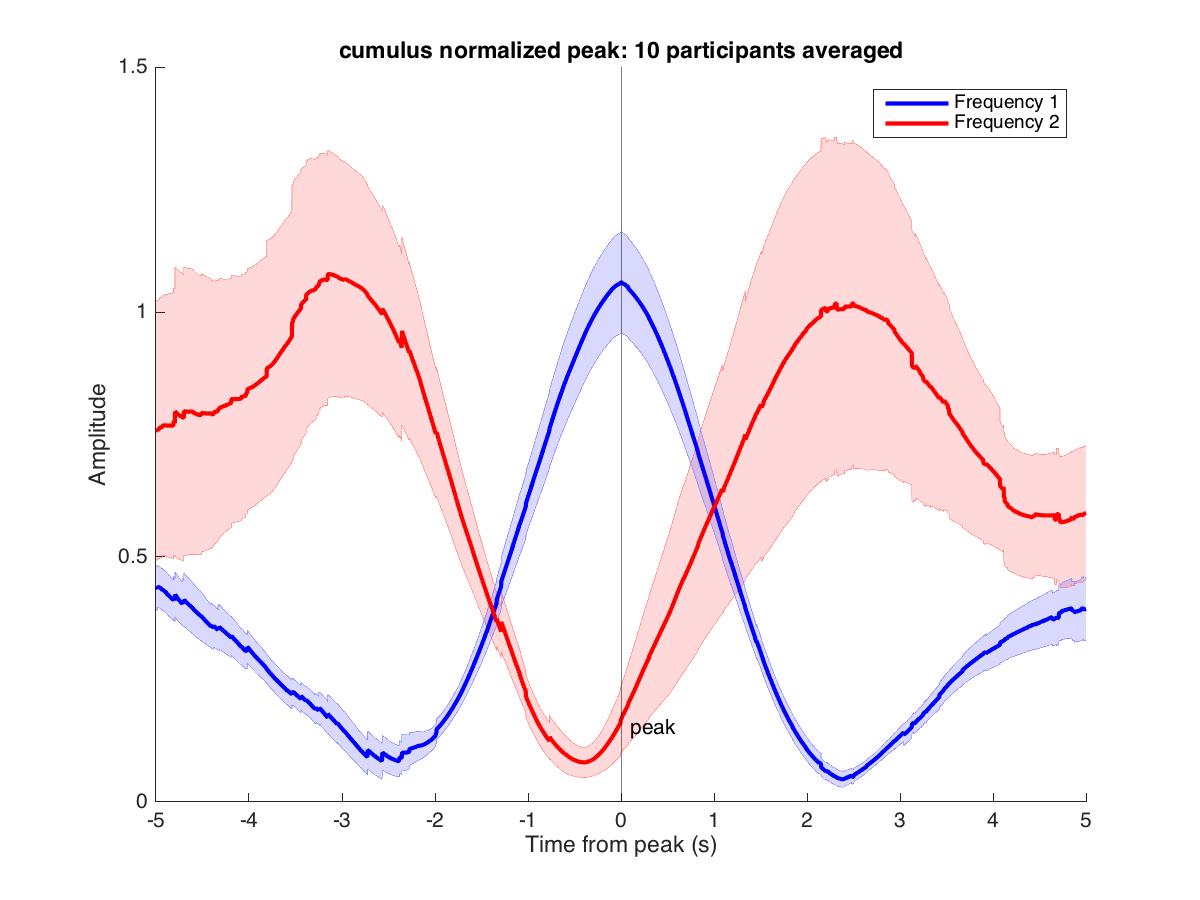 cumulus normalized peak: 10 participants averaged
1.5
Frequency 1
Frequency 2
1
Amplitude
0.5
peak
0
-5 -4 -3 -2 -1 0 1 2 3 4 5
Time from peak (s)